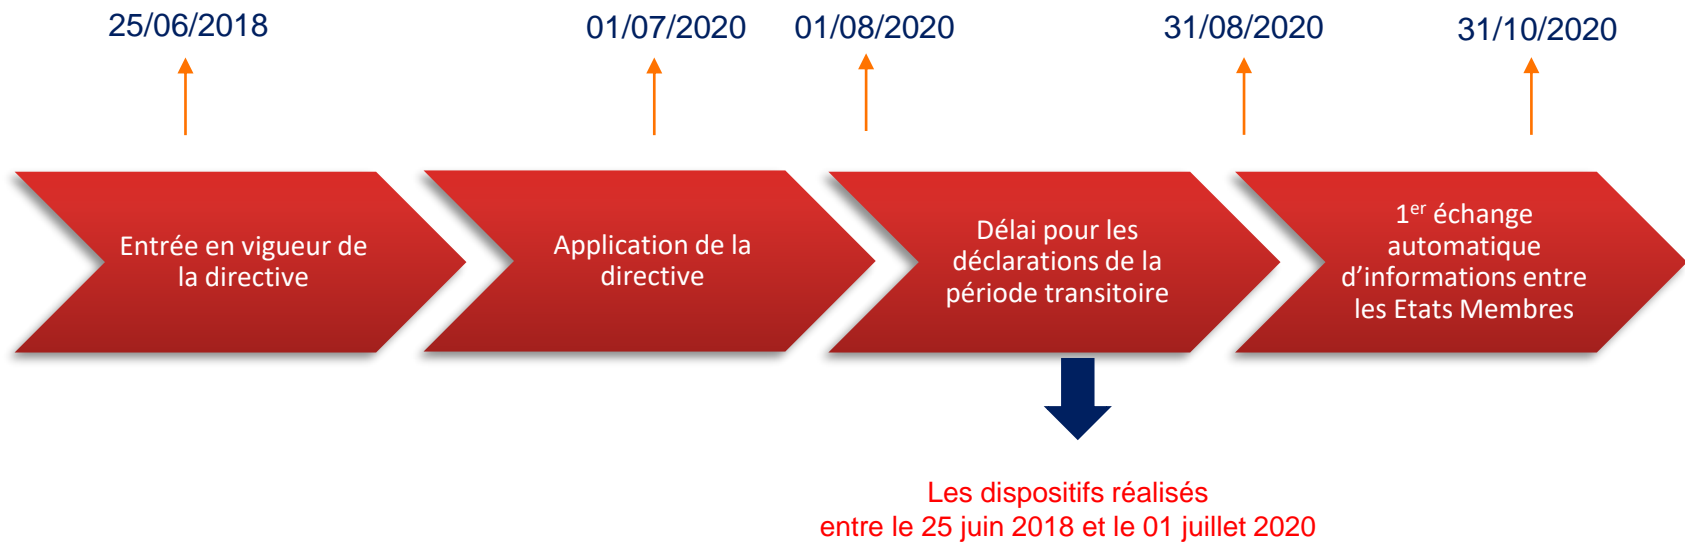 25/06/2018
01/07/2020
01/08/2020
31/08/2020
31/10/2020
Entrée en vigueur de
la directive
Application de la
directive
Délai pour les
déclarations de la
période transitoire
1er échange
automatique
d’informations entre
les Etats Membres
Les dispositifs réalisés
entre le 25 juin 2018 et le 01 juillet 2020